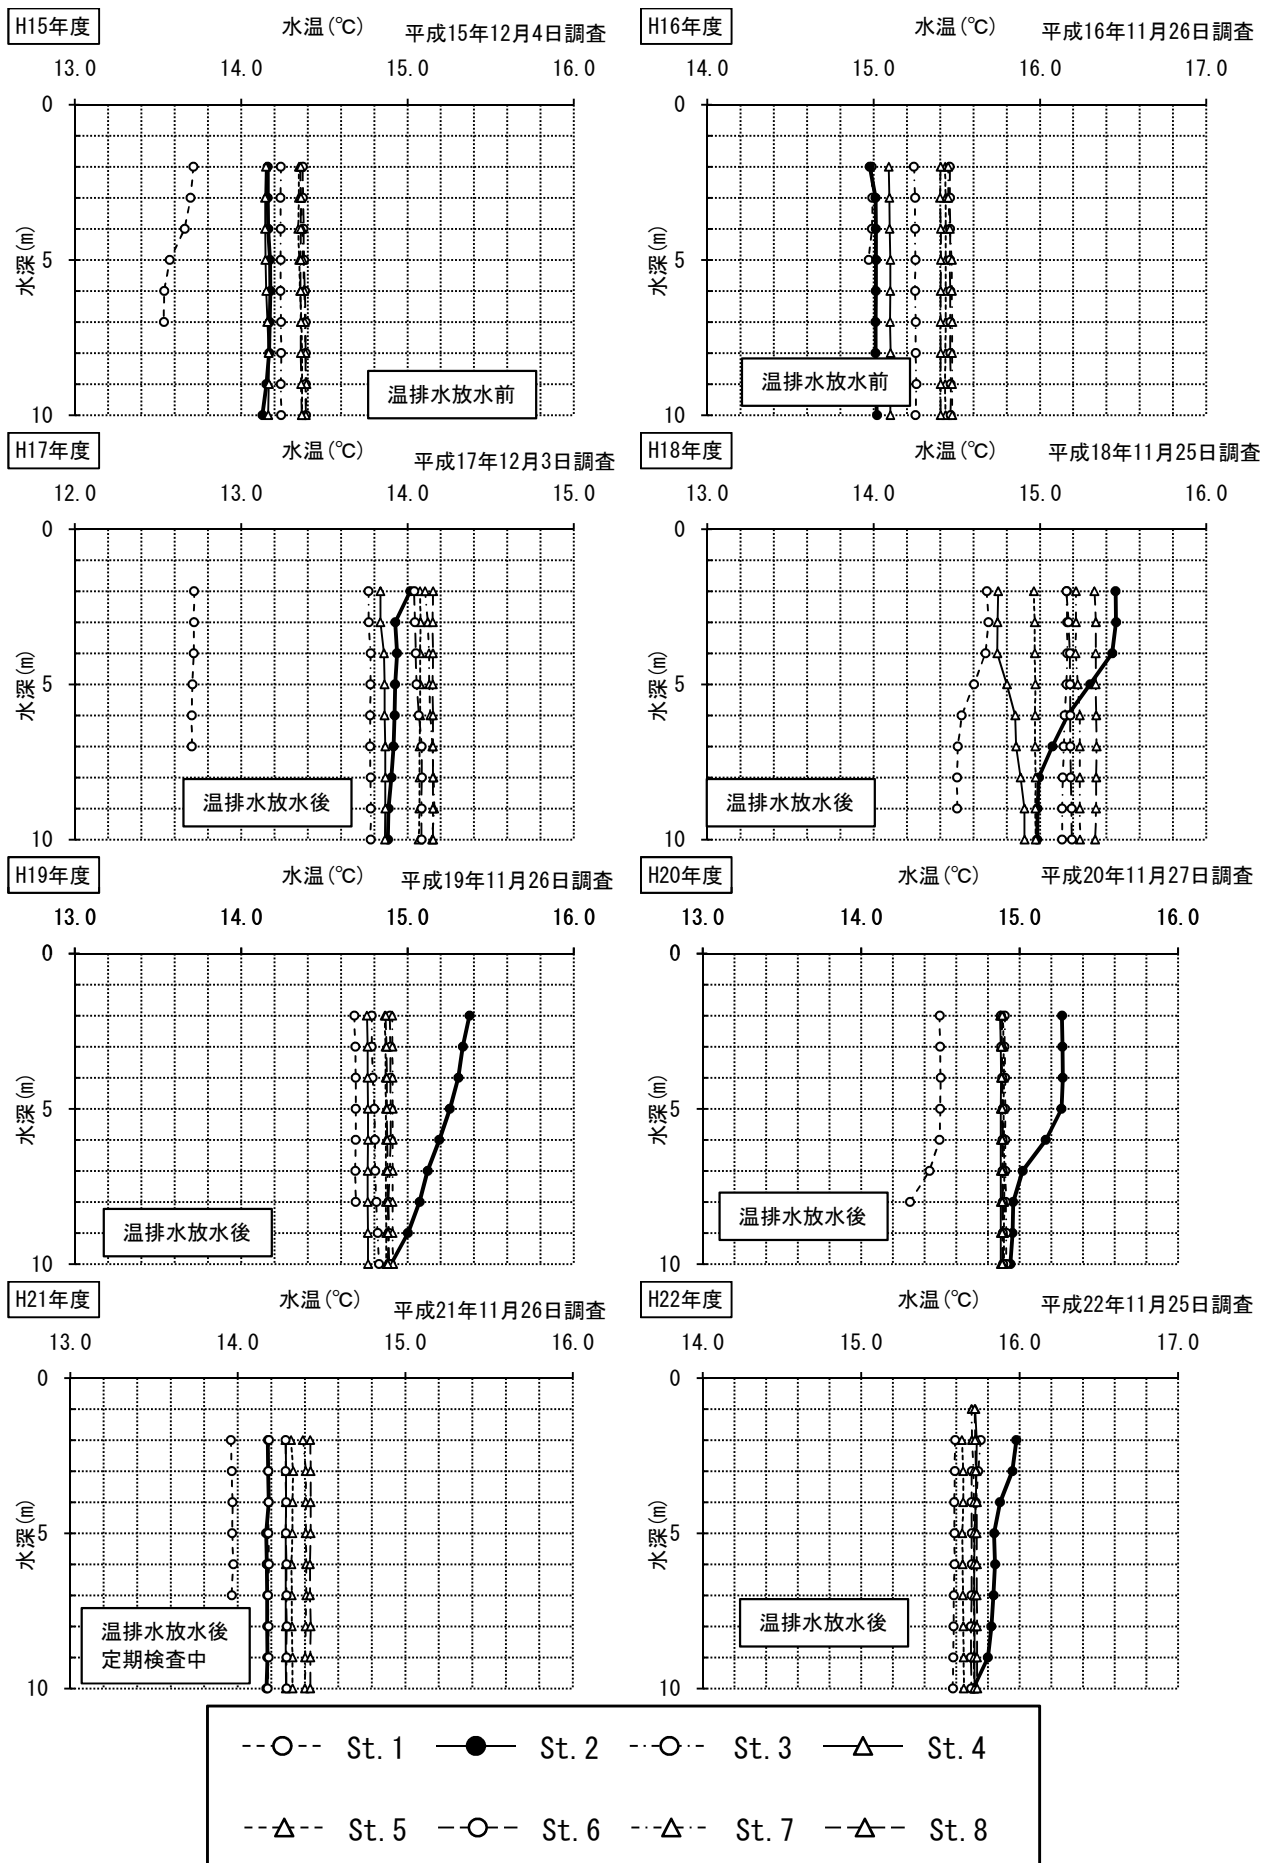 H15年度 水温(℃) 平成15年12月4日調査
13.0 14.0 15.0 16.0
0
5
10
水深(m)
温排水放水前
H16年度 水温(℃) 平成16年11月26日調査
14.0 15.0 16.0 17.0
0
5
10
水深(m)
温排水放水前
H17年度 水温(℃) 平成17年12月3日調査
12.0 13.0 14.0 15.0
0
5
10
水深(m)
温排水放水後
H18年度 水温(℃) 平成18年11月25日調査
13.0 14.0 15.0 16.0
0
5
10
水深(m)
温排水放水後
H19年度 水温(℃) 平成19年11月26日調査
13.0 14.0 15.0 16.0
0
5
10
水深(m)
温排水放水後
H20年度 水温(℃) 平成20年11月27日調査
13.0 14.0 15.0 16.0
0
5
10
水深(m)
温排水放水後
H21年度 水温(℃) 平成21年11月26日調査
13.0 14.0 15.0 16.0
0
5
10
水深(m)
温排水放水後
定期検査中
H22年度 水温(℃) 平成22年11月25日調査
14.0 15.0 16.0 17.0
0
5
10
水深(m)
温排水放水後
St.1 St.2 St.3 St.4
St.5 St.6 St.7 St.8